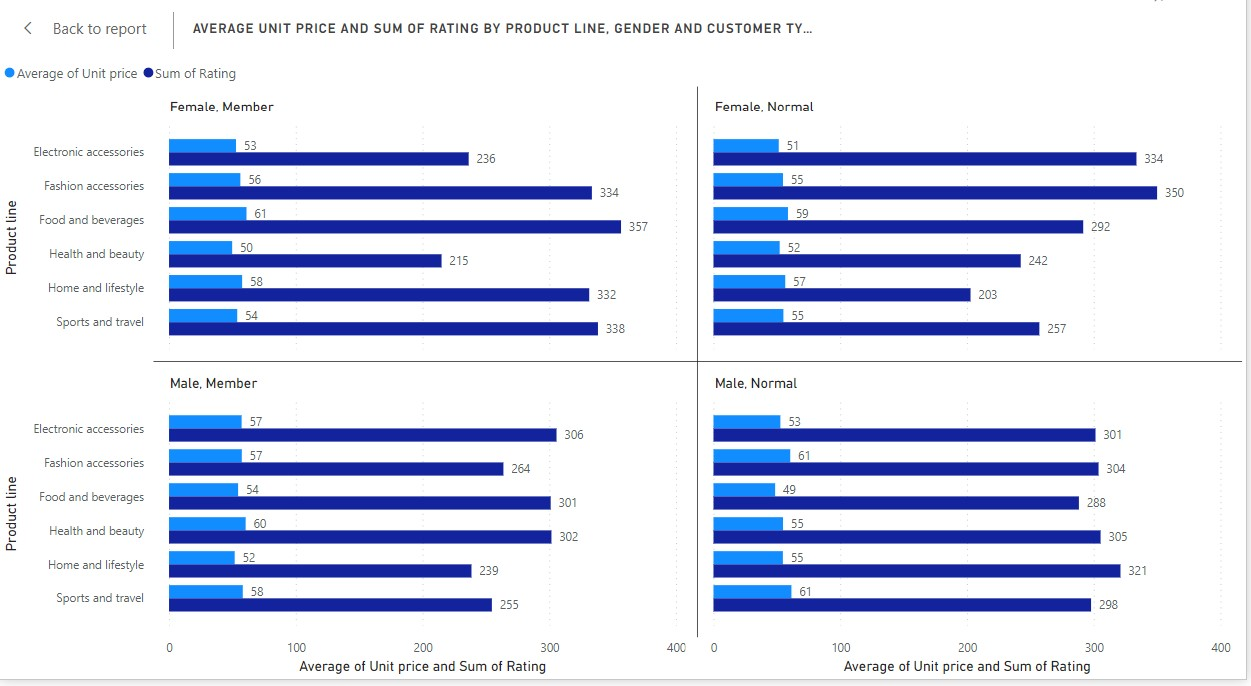 Back to report
AVERAGE UNIT PRICE AND SUM OF RATING BY PRODUCT LINE, GENDER AND CUSTOMER TY...
Average of Unit price Sum of Rating
Product line
Female, Member
Electronic accessories 53 236
Fashion accessories 56 334
Food and beverages 61 357
Health and beauty 50 215
Home and lifestyle 58 332
Sports and travel 54 338
Female, Normal
51 334
55 350
59 292
52 242
57 203
55 257
Product line
Male, Member
Electronic accessories 57 306
Fashion accessories 57 264
Food and beverages 54 301
Health and beauty 60 302
Home and lifestyle 52 239
Sports and travel 58 255
0 100 200 300 400
Average of Unit price and Sum of Rating
Male, Normal
53 301
61 304
49 288
55 305
55 321
61 298
0 100 200 300 400
Average of Unit price and Sum of Rating